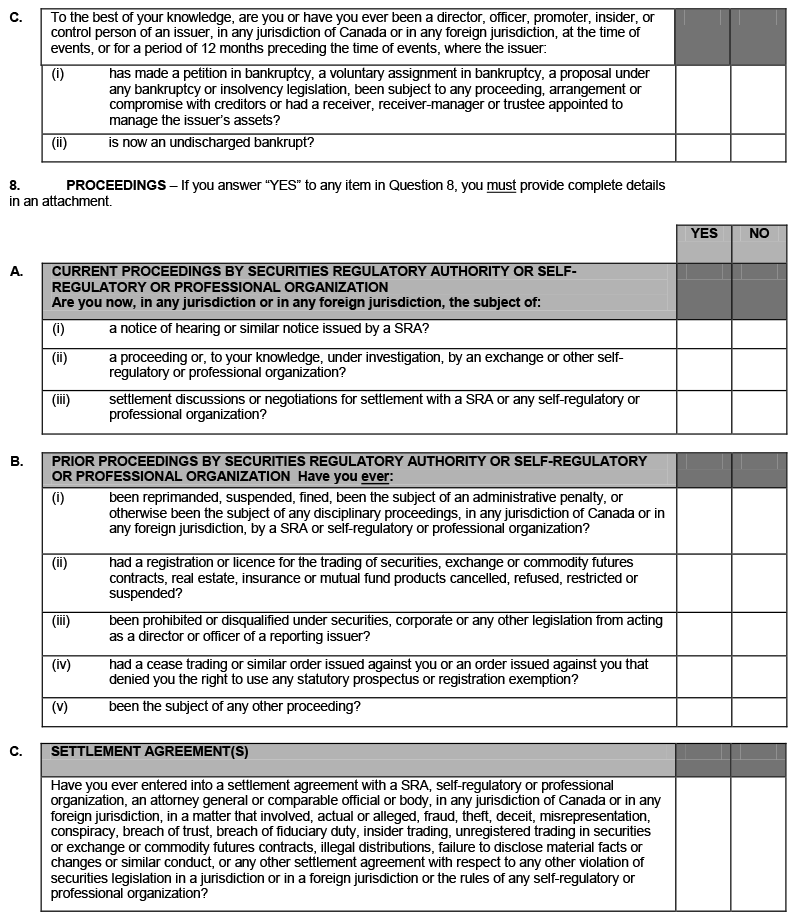 C. To the best of your knowledge, are you or have you ever been a director, officer, promoter, insider, or
control person of an issuer, in any jurisdiction of Canada or in any foreign jurisdiction, at the time of
events, or for a period of 12 months preceding the time of events, where the issuer:
(i) has made a petition in bankruptcy, a voluntary assignment in bankruptcy, a proposal under
any bankruptcy or insolvency legislation, been subject to any proceeding, arrangement or
compromise with creditors or had a receiver, receiver-manager or trustee appointed to
manage the issuer's assets?
(ii) is now an undischarged bankrupt?
8. PROCEEDINGS – If you answer "YES" to any item in Question 8, you must provide complete details
in an attachment.
YES NO
A. CURRENT PROCEEDINGS BY SECURITIES REGULATORY AUTHORITY OR SELF-
REGULATORY OR PROFESSIONAL ORGANIZATION
Are you now, in any jurisdiction or in any foreign jurisdiction, the subject of:
(i) a notice of hearing or similar notice issued by a SRA?
(ii) a proceeding or, to your knowledge, under investigation, by an exchange or other self-
regulatory or professional organization?
(iii) settlement discussions or negotiations for settlement with a SRA or any self-regulatory or
professional organization?
B. PRIOR PROCEEDINGS BY SECURITIES REGULATORY AUTHORITY OR SELF-REGULATORY
OR PROFESSIONAL ORGANIZATION Have you ever:
(i) been reprimanded, suspended, fined, been the subject of an administrative penalty, or
otherwise been the subject of any disciplinary proceedings, in any jurisdiction of Canada or in
any foreign jurisdiction, by a SRA or self-regulatory or professional organization?
(ii) had a registration or licence for the trading of securities, exchange or commodity futures
contracts, real estate, insurance or mutual fund products cancelled, refused, restricted or
suspended?
(iii) been prohibited or disqualified under securities, corporate or any other legislation from acting
as a director or officer of a reporting issuer?
(iv) had a cease trading or similar order issued against you or an order issued against you that
denied you the right to use any statutory prospectus or registration exemption?
(v) been the subject of any other proceeding?
C. SETTLEMENT AGREEMENT(S)
Have you ever entered into a settlement agreement with a SRA, self-regulatory or professional
organization, an attorney general or comparable official or body, in any jurisdiction of Canada or in any
foreign jurisdiction, in a matter that involved, actual or alleged, fraud, theft, deceit, misrepresentation,
conspiracy, breach of trust, breach of fiduciary duty, insider trading, unregistered trading in securities
or exchange or commodity futures contracts, illegal distributions, failure to disclose material facts or
changes or similar conduct, or any other settlement agreement with respect to any other violation of
securities legislation in a jurisdiction or in a foreign jurisdiction or the rules of any self-regulatory or
professional organization?